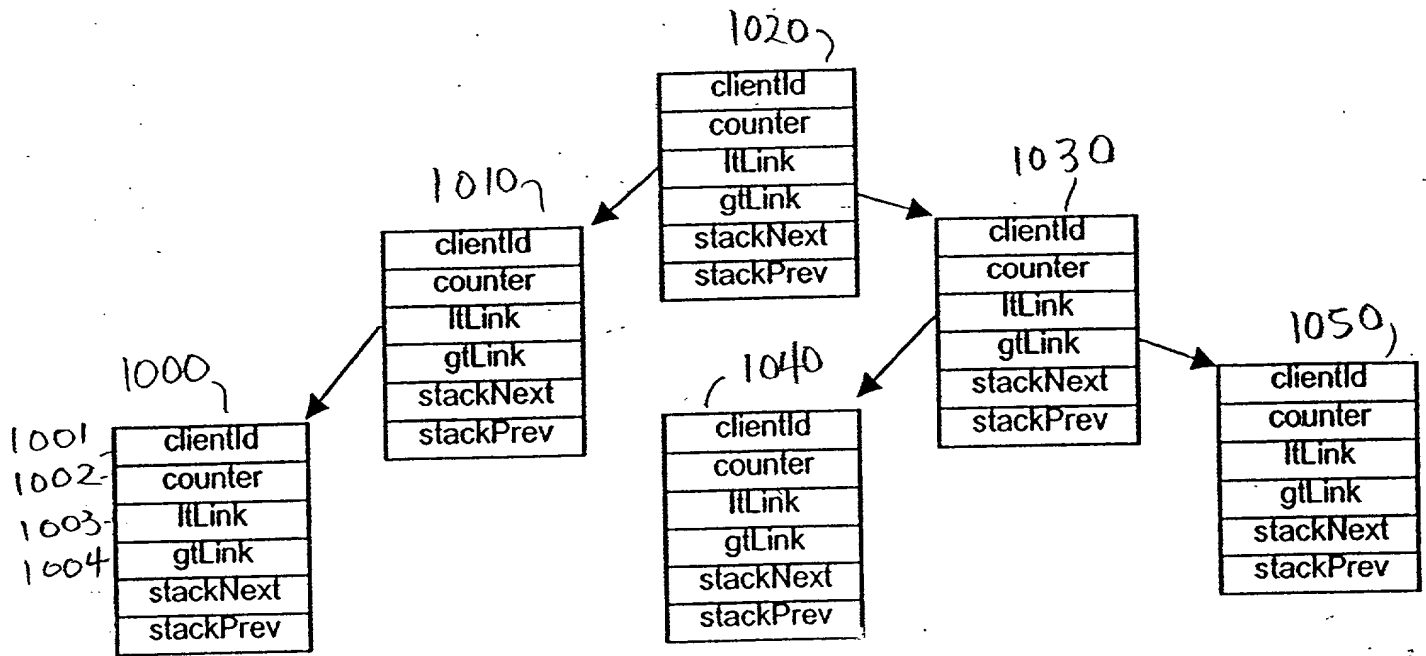 1020
clientId
counter
ltLink
gtLink
stackNext
stackPrev
1010
clientId
counter
ltLink
gtLink
stackNext
stackPrev
1030
clientId
counter
ltLink
gtLink
stackNext
stackPrev
1000
1001
1002
1003
1004
clientId
counter
ltLink
gtLink
stackNext
stackPrev
1040
clientId
counter
ltLink
gtLink
stackNext
stackPrev
1050
clientId
counter
ltLink
gtLink
stackNext
stackPrev